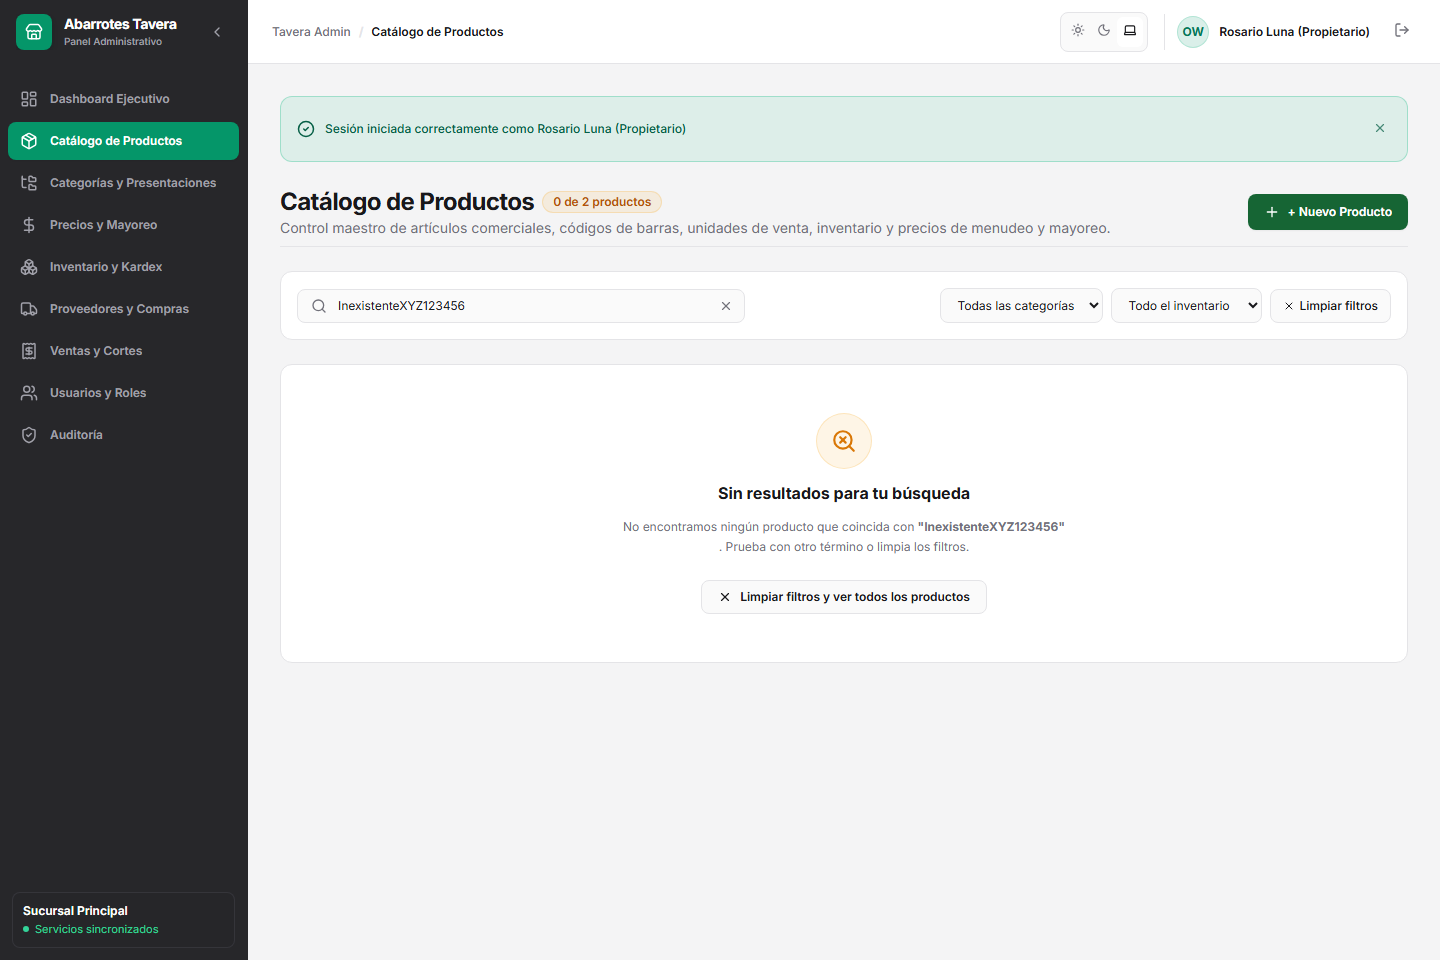 Abarrotes Tavera
Panel Administrativo
Dashboard Ejecutivo
Catálogo de Productos
Categorías y Presentaciones
Precios y Mayoreo
Inventario y Kardex
Proveedores y Compras
Ventas y Cortes
Usuarios y Roles
Auditoría
Sucursal Principal
Servicios sincronizados
Tavera Admin / Catálogo de Productos
OW Rosario Luna (Propietario)
Sesión iniciada correctamente como Rosario Luna (Propietario)
Catálogo de Productos 0 de 2 productos
Control maestro de artículos comerciales, códigos de barras, unidades de venta, inventario y precios de menudeo y mayoreo.
+ Nuevo Producto
InexistenteXYZ123456
Todas las categorías
Todo el inventario
Limpiar filtros
Sin resultados para tu búsqueda
No encontramos ningún producto que coincida con "InexistenteXYZ123456"
. Prueba con otro término o limpia los filtros.
Limpiar filtros y ver todos los productos